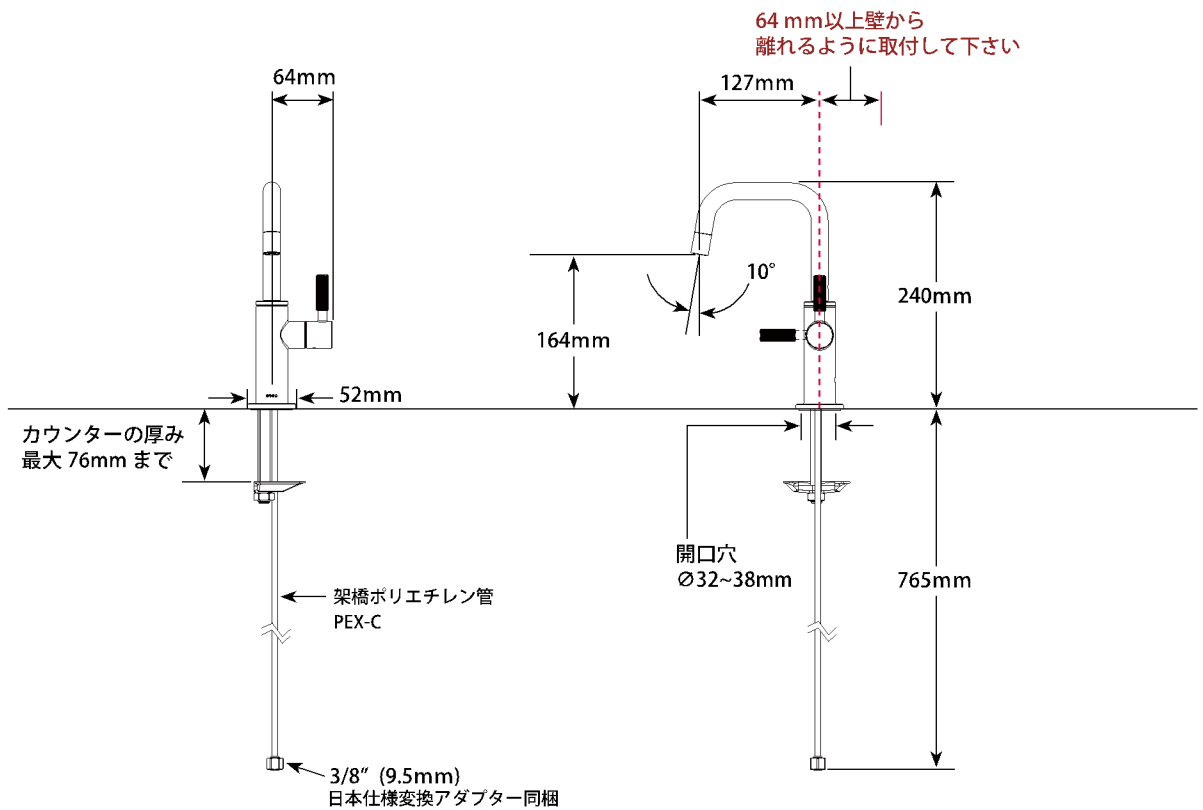 64 mm以上壁から
離れるように取付して下さい
64mm
127mm
10°
240mm
164mm
52mm
カウンターの厚み
最大 76mm まで
開口穴
∅32~38mm
765mm
架橋ポリエチレン管
PEX-C
3/8” (9.5mm)
日本仕様変換アダプター同梱